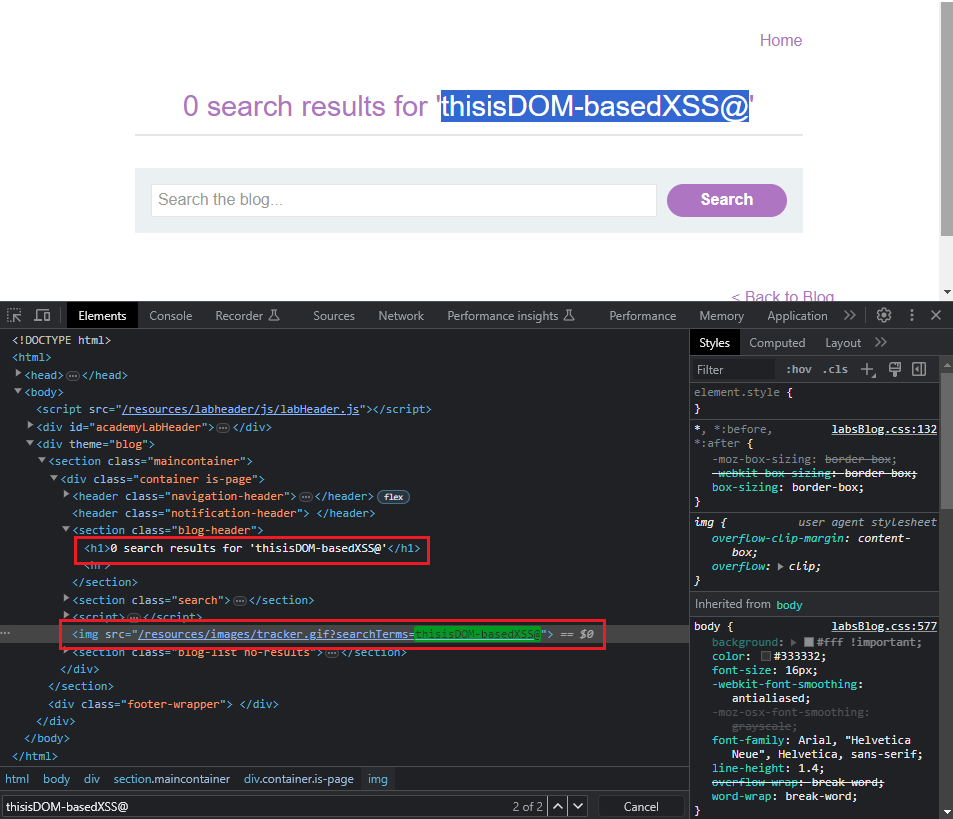 Home
0 search results for 'thisisDOM-basedXSS@'
Search the blog...
Search
< Back to Blog
Elements Console Recorder Sources Network Performance insights Performance Memory Application
<!DOCTYPE html>
<html>
<head> </head>
<body>
<script src="/resources/labheader/js/labHeader.js"></script>
<div id="academyLabHeader"> </div>
<div theme="blog">
<section class="maincontainer">
<div class="container is-page">
<header class="navigation-header"> </header> flex
<header class="notification-header"> </header>
<section class="blog-header">
<h1>0 search results for 'thisisDOM-basedXSS@'</h1>
<hr>
</section>
<section class="search"> </section>
<script> </script>
<img src="/resources/images/tracker.gif?searchTerms=thisisDOM-basedXSS@"> == $0
<section class="blog-list no-results"> </section>
</div>
</section>
<div class="footer-wrapper"> </div>
</div>
</body>
</html>
html body div section.maincontainer div.container.is-page img
thisisDOM-basedXSS@ 2 of 2 Cancel
Styles Computed Layout
Filter :hov .cls
element.style {
}
*, *:before, labsBlog.css:132
*:after {
-moz-box-sizing: border-box;
-webkit-box-sizing: border-box;
box-sizing: border-box;
}
img { user agent stylesheet
overflow-clip-margin: content-
box;
overflow: clip;
}
Inherited from body
body { labsBlog.css:577
background: #fff !important;
color: #333332;
font-size: 16px;
-webkit-font-smoothing:
antialiased;
-moz-osx-font-smoothing:
grayscale;
font-family: Arial, "Helvetica
Neue", Helvetica, sans-serif;
line-height: 1.4;
overflow-wrap: break-word;
word-wrap: break-word;
}